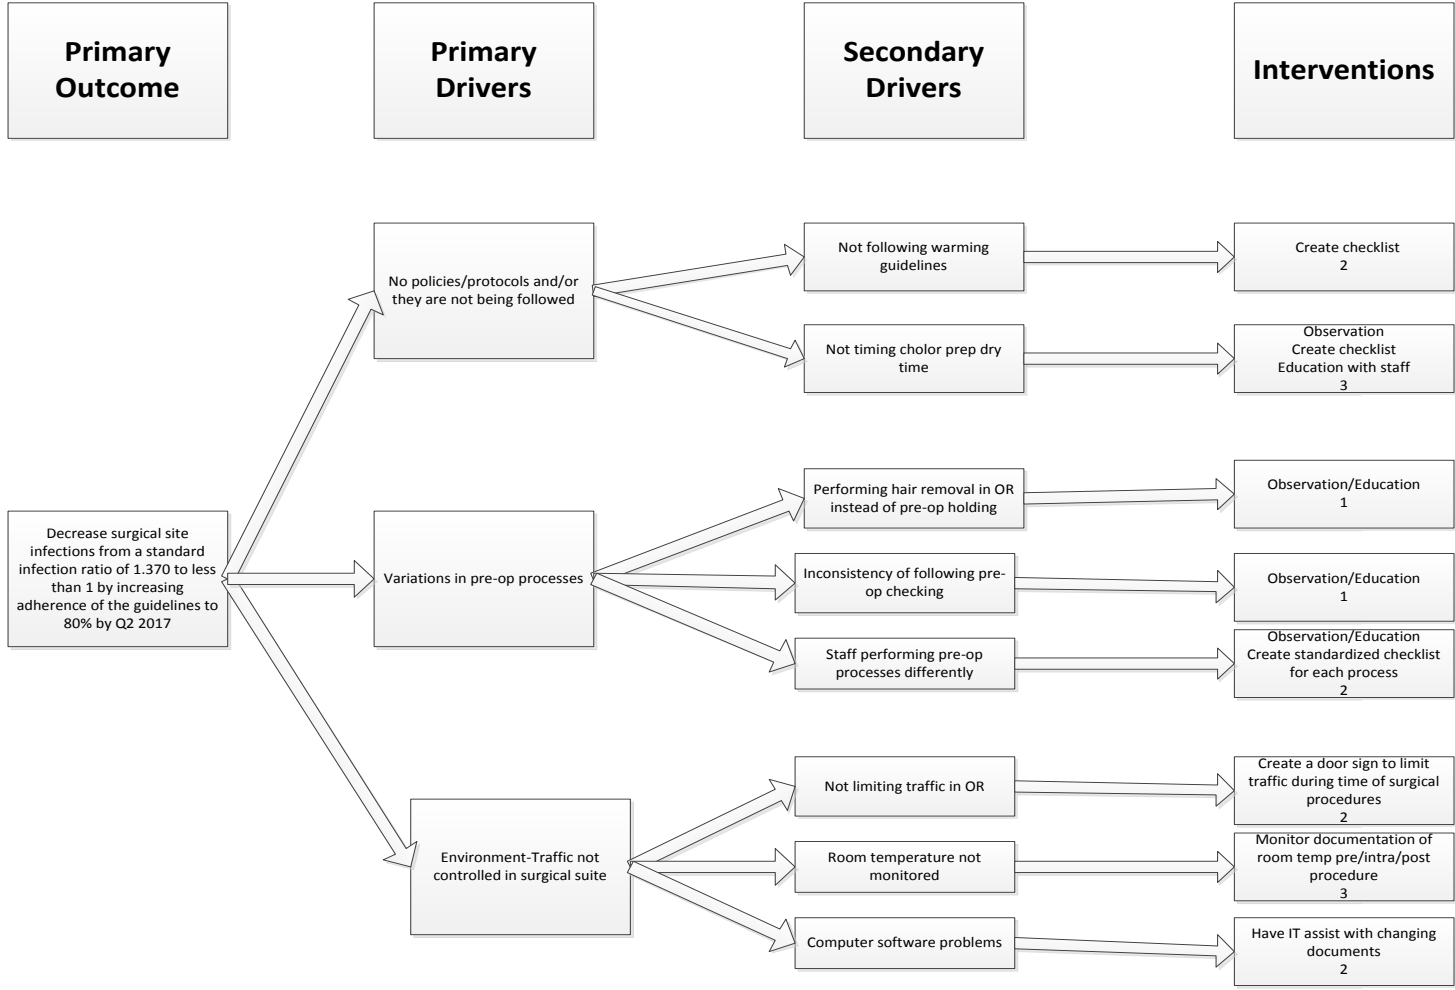 Primary
Outcome
Primary
Drivers
Secondary
Drivers
Interventions
Decrease surgical site
infections from a standard
infection ratio of 1.370 to less
than 1 by increasing
adherence of the guidelines to
80% by Q2 2017
No policies/protocols and/or
they are not being followed
Not following warming
guidelines
Create checklist
2
Not timing cholor prep dry
time
Observation
Create checklist
Education with staff
3
Variations in pre-op processes
Performing hair removal in OR
instead of pre-op holding
Observation/Education
1
Inconsistency of following pre-
op checking
Observation/Education
1
Staff performing pre-op
processes differently
Observation/Education
Create standardized checklist
for each process
2
Environment-Traffic not
controlled in surgical suite
Not limiting traffic in OR
Create a door sign to limit
traffic during time of surgical
procedures
2
Room temperature not
monitored
Monitor documentation of
room temp pre/intra/post
procedure
3
Computer software problems
Have IT assist with changing
documents
2